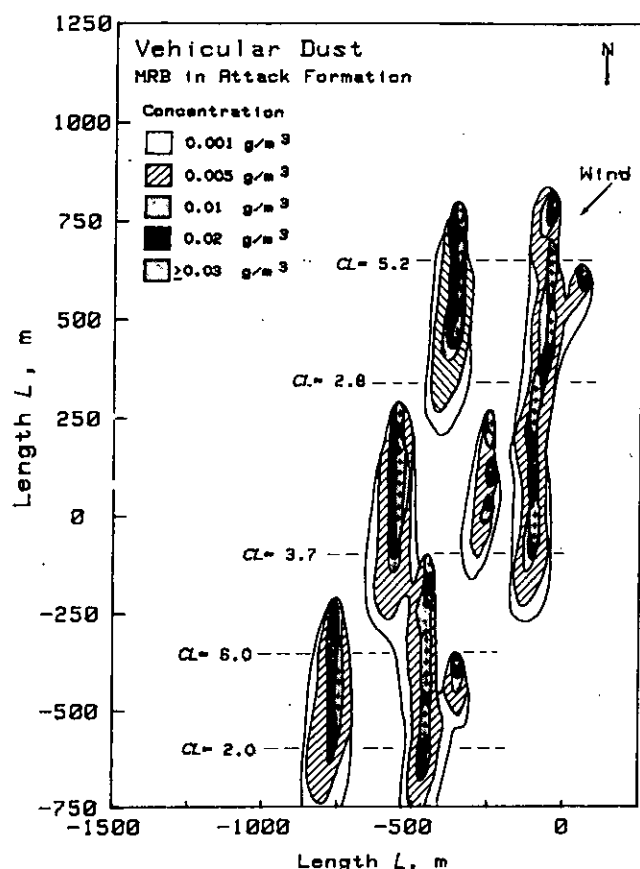 Vehicular Dust
MRB in Attack Formation
Concentration
0.001 g/m³
0.005 g/m³
0.01 g/m³
0.02 g/m³
≥0.03 g/m³
N
Wind
CL= 5.2
CL= 2.8
CL= 3.7
CL= 6.0
CL= 2.0
1250
1000
750
500
250
0
-250
-500
-750
Length L, m
-1500
-1000
-500
0
Length L, m